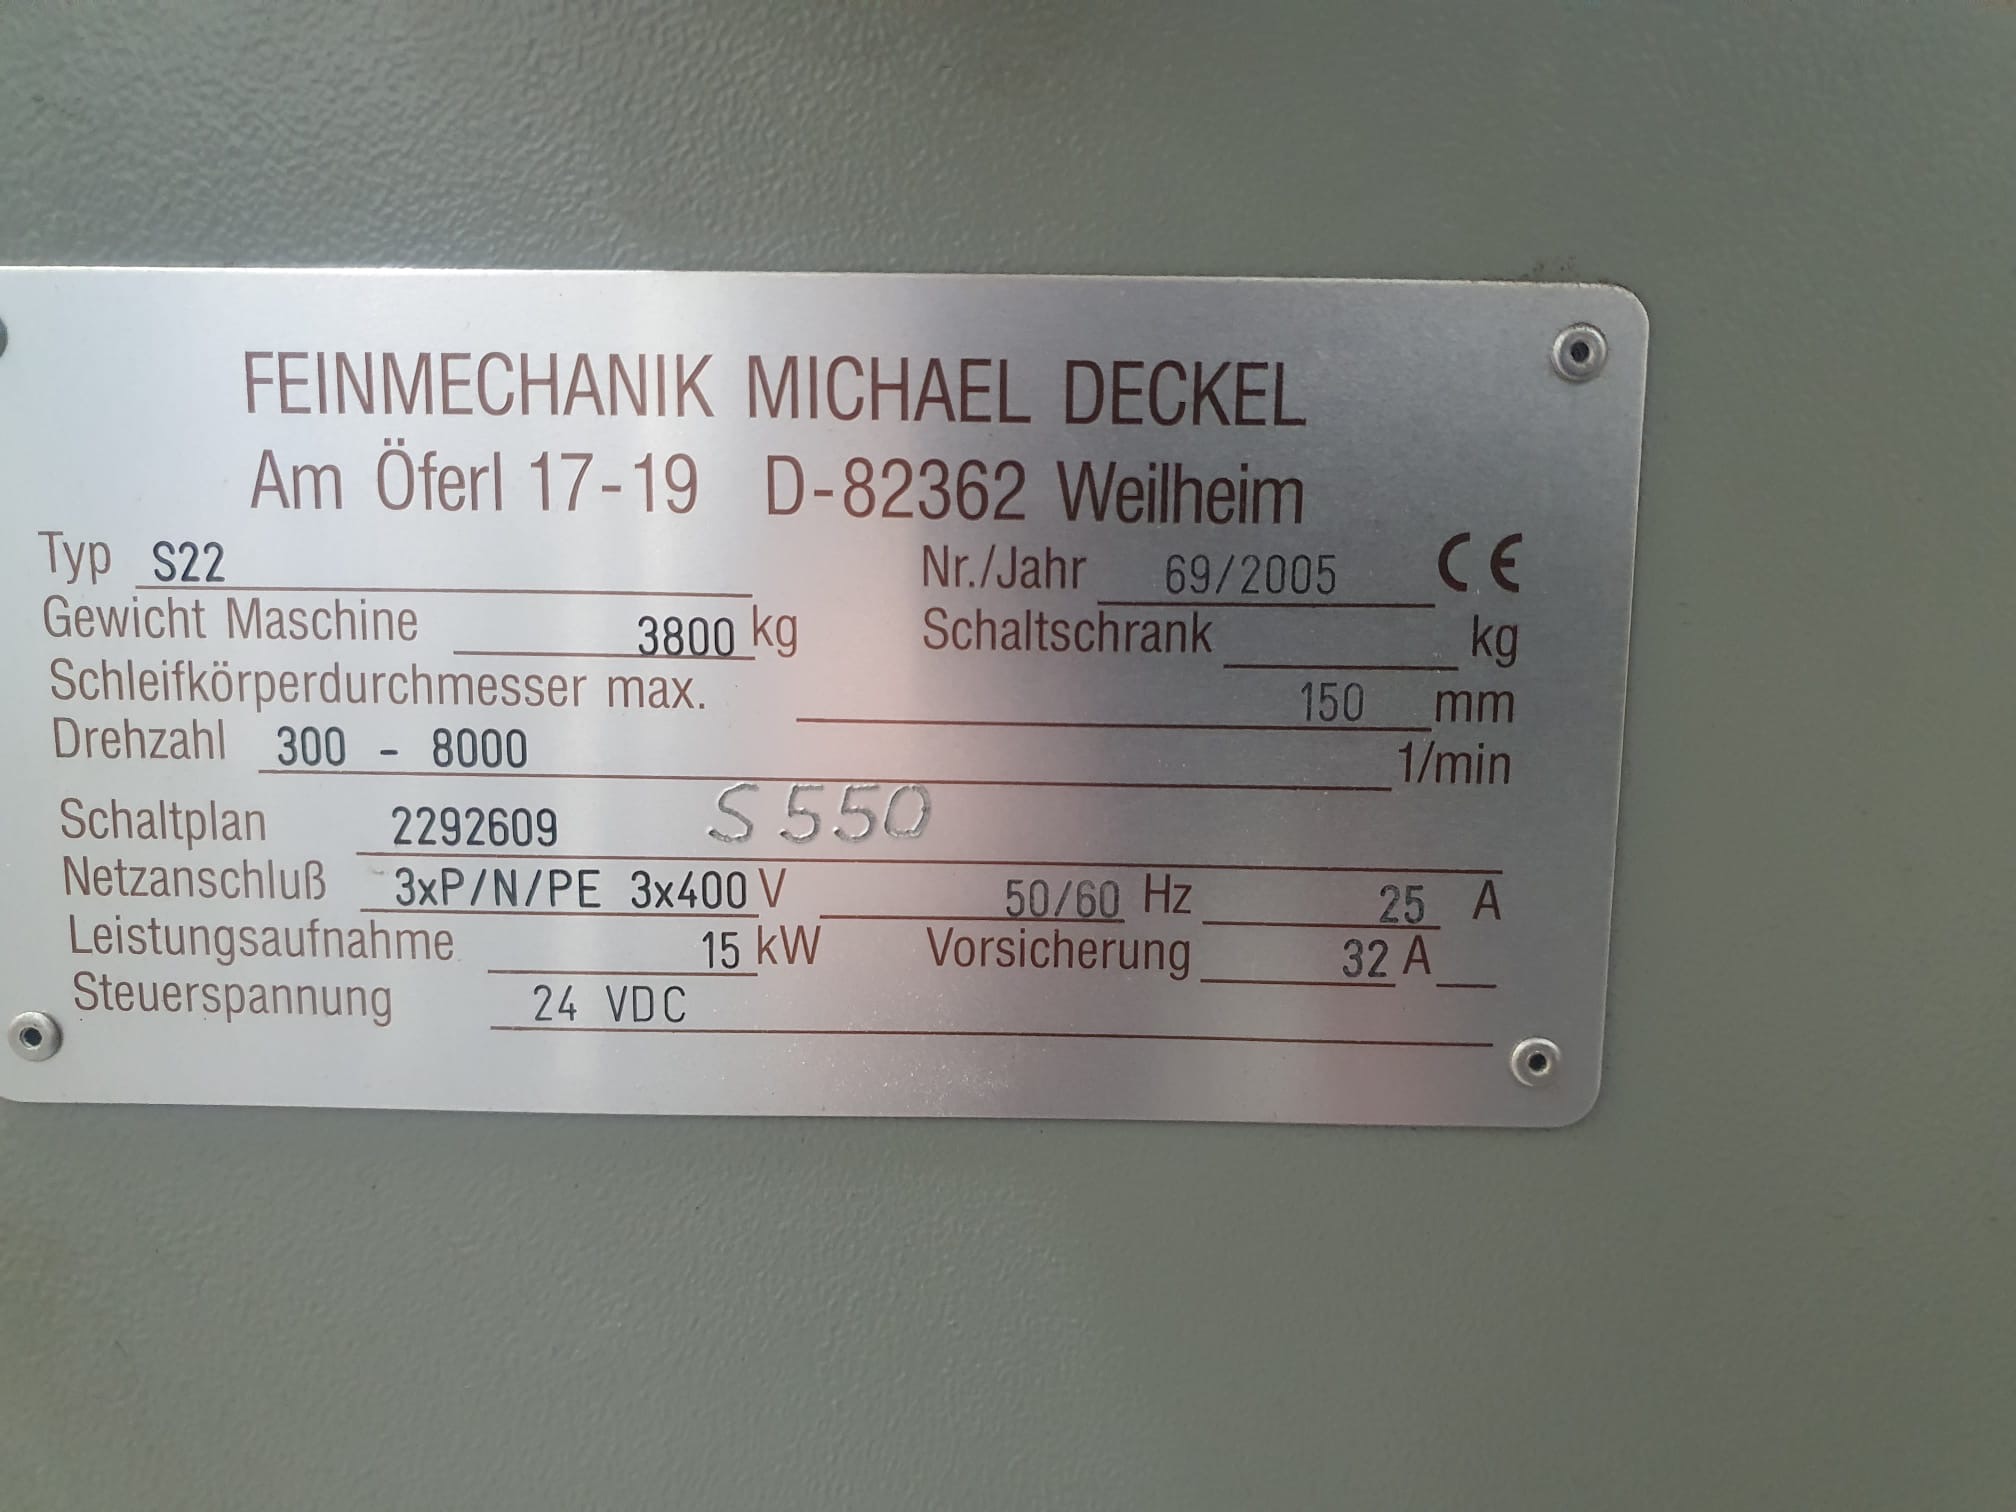 FEINMECHANIK MICHAEL DECKEL
Am Öferl 17-19 D-82362 Weilheim
Typ S22 Nr./Jahr 69/2005 CE
Gewicht Maschine 3800 kg Schaltschrank kg
Schleifkörperdurchmesser max. 150 mm
Drehzahl 300 - 8000 1/min
Schaltplan 2292609 S550
Netzanschluß 3xP/N/PE 3x400 V 50/60 Hz 25 A
Leistungsaufnahme 15 kW Vorsicherung 32 A
Steuerspannung 24 VDC